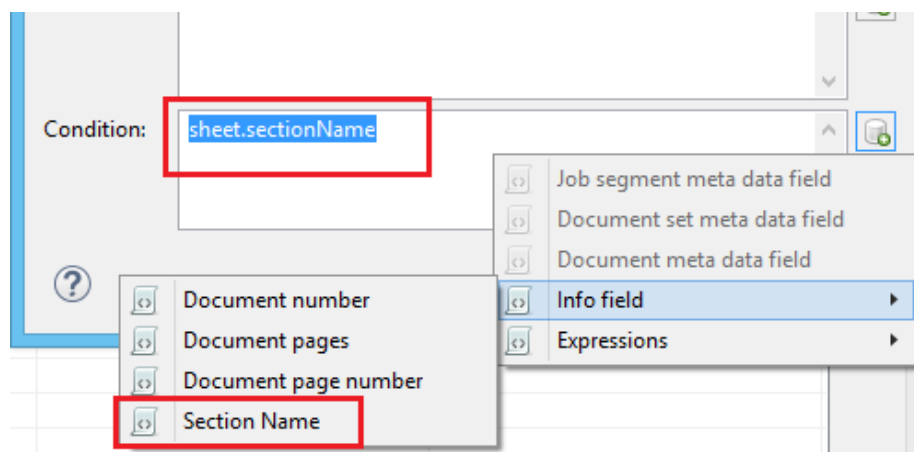 Condition:
sheet.sectionName
Job segment meta data field
Document set meta data field
Document meta data field
Info field
Expressions
?
Document number
Document pages
Document page number
Section Name